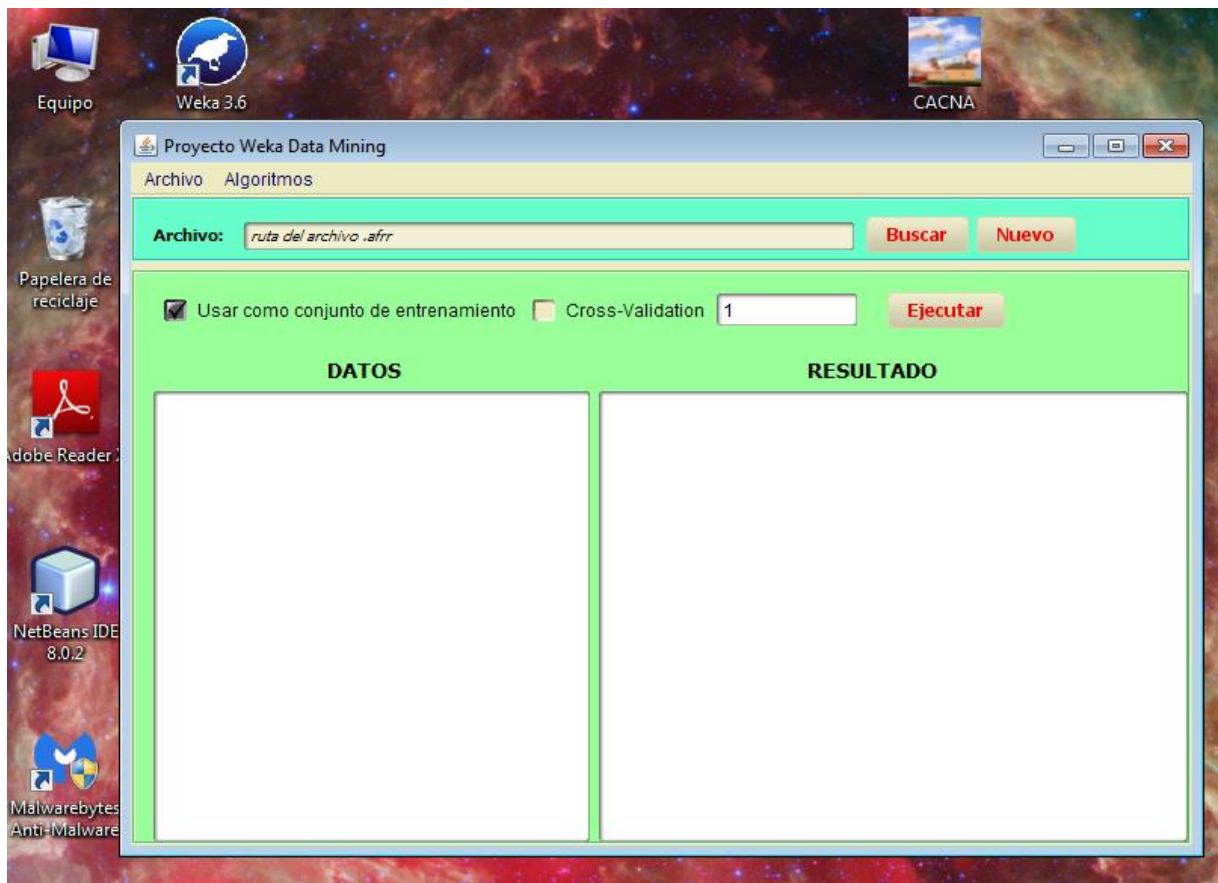 Equipo
Weka 3.6
CACNA
Proyecto Weka Data Mining
Archivo Algoritmos
Archivo: ruta del archivo .afrr Buscar Nuevo
Papelera de
reciclaje
Usar como conjunto de entrenamiento Cross-Validation 1 Ejecutar
DATOS RESULTADO
Adobe Reader
NetBeans IDE
8.0.2
Malwarebytes
Anti-Malware